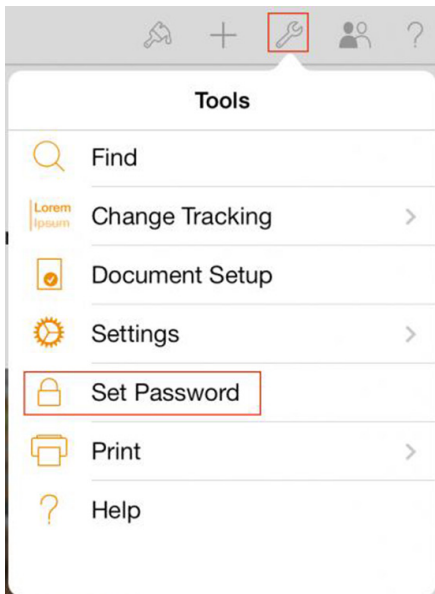 ?
Tools
Find
Lorem
Ipsum
Change Tracking
Document Setup
Settings
Set Password
Print
? Help